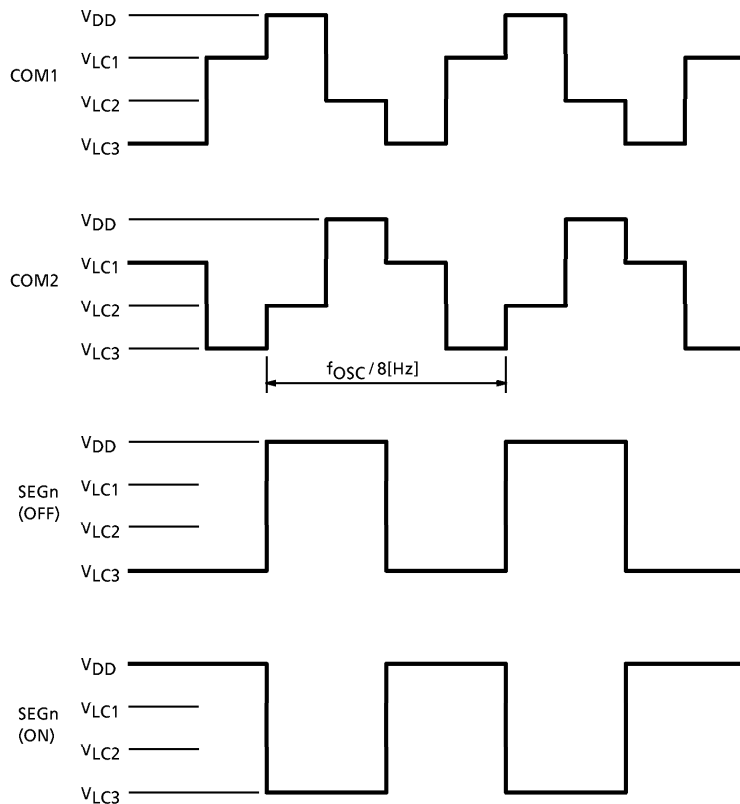 VDD
VLC1
COM1
VLC2
VLC3
VDD
VLC1
COM2
VLC2
VLC3
fOSC / 8[Hz]
VDD
VLC1
SEGn
(OFF)
VLC2
VLC3
VDD
VLC1
SEGn
(ON)
VLC2
VLC3